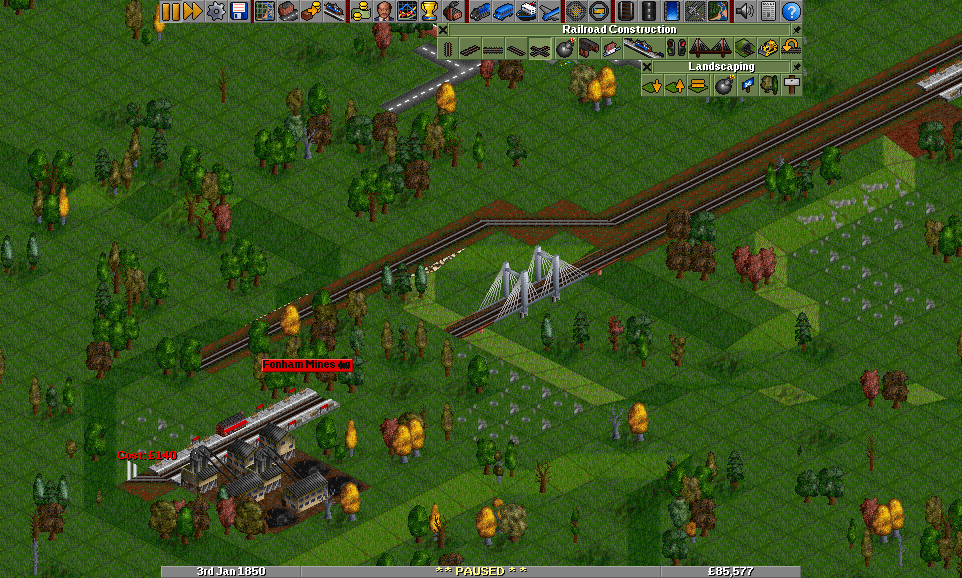 Railroad Construction
Landscaping
Fonham Mines
Cost: £140
3rd Jan 1850
* * PAUSED * *
£85,577